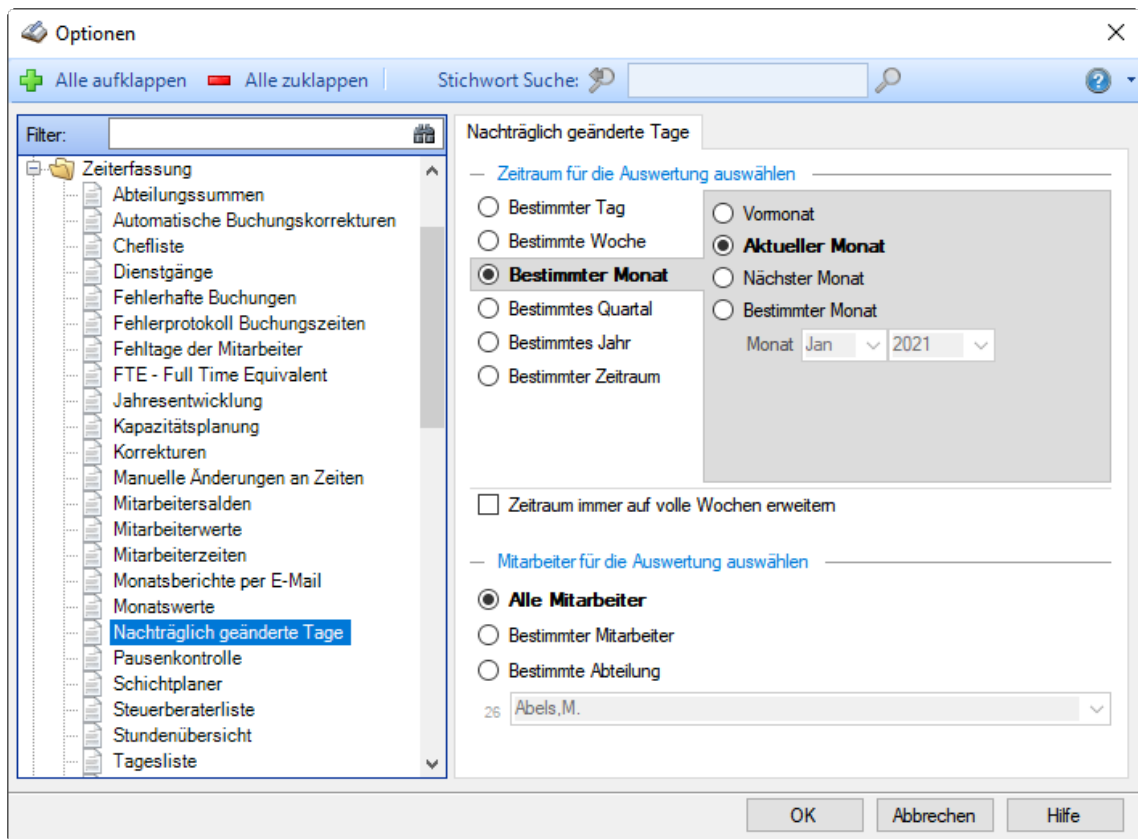 Optionen
Alle aufklappen Alle zuklappen Stichwort Suche:
Filter:
Zeiterfassung
Abteilungssummen
Automatische Buchungskorrekturen
Chefliste
Dienstgänge
Fehlerhafte Buchungen
Fehlerprotokoll Buchungszeiten
Fehltage der Mitarbeiter
FTE - Full Time Equivalent
Jahresentwicklung
Kapazitätsplanung
Korrekturen
Manuelle Änderungen an Zeiten
Mitarbeitersalden
Mitarbeiterwerte
Mitarbeiterzeiten
Monatsberichte per E-Mail
Monatswerte
Nachträglich geänderte Tage
Pausenkontrolle
Schichtplaner
Steuerberaterliste
Stundenübersicht
Tagesliste
Nachträglich geänderte Tage
Zeitraum für die Auswertung auswählen
Bestimmter Tag
Bestimmte Woche
Bestimmter Monat
Bestimmtes Quartal
Bestimmtes Jahr
Bestimmter Zeitraum
Vormonat
Aktueller Monat
Nächster Monat
Bestimmter Monat
Monat Jan 2021
Zeitraum immer auf volle Wochen erweitern
Mitarbeiter für die Auswertung auswählen
Alle Mitarbeiter
Bestimmter Mitarbeiter
Bestimmte Abteilung
26 Abels,M.
OK Abbrechen Hilfe